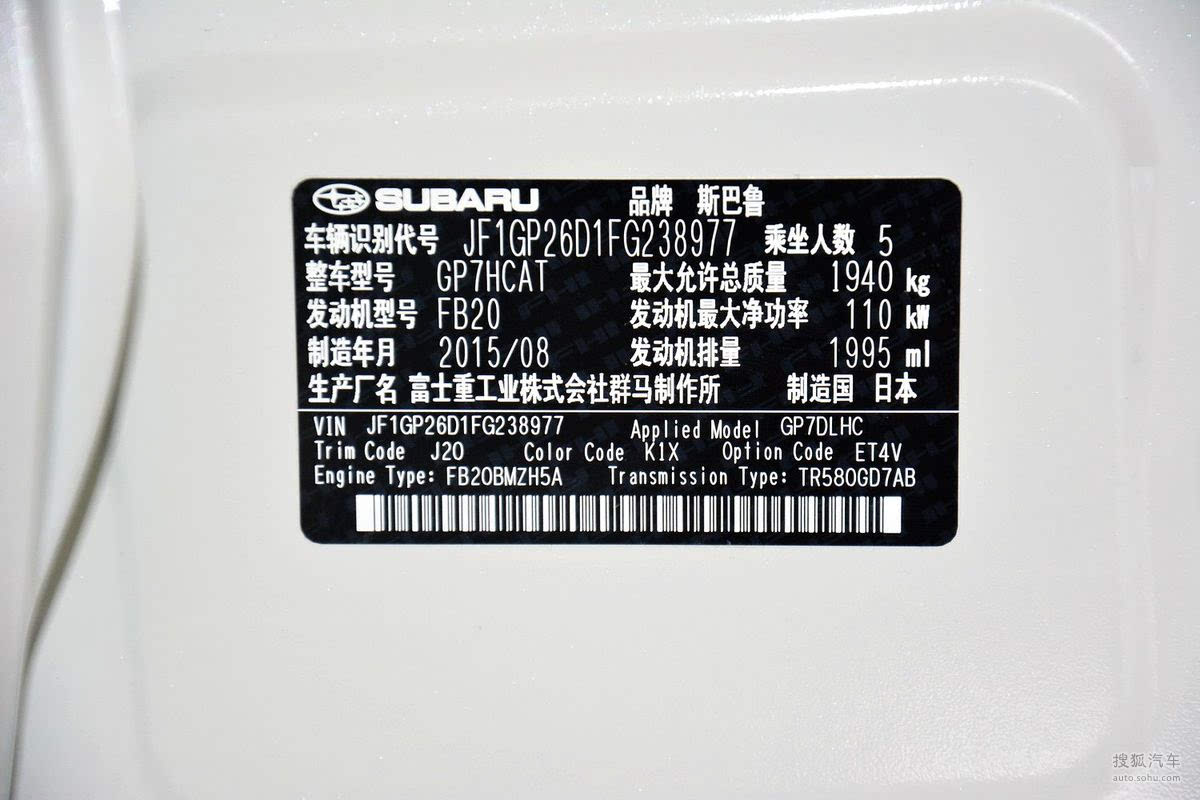 SUBARU 品牌 斯巴鲁
车辆识别代号 JF1GP26D1FG238977 乘坐人数 5
整车型号 GP7HCAT 最大允许总质量 1940 kg
发动机型号 FB20 发动机最大净功率 110 kW
制造年月 2015/08 发动机排量 1995 ml
生产厂名 富士重工业株式会社群马制作所 制造国 日本
VIN JF1GP26D1FG238977 Applied Model GP7DLHC
Trim Code J20 Color Code K1X Option Code ET4V
Engine Type: FB20BMZH5A Transmission Type: TR580GD7AB
搜狐汽车
auto.sohu.com